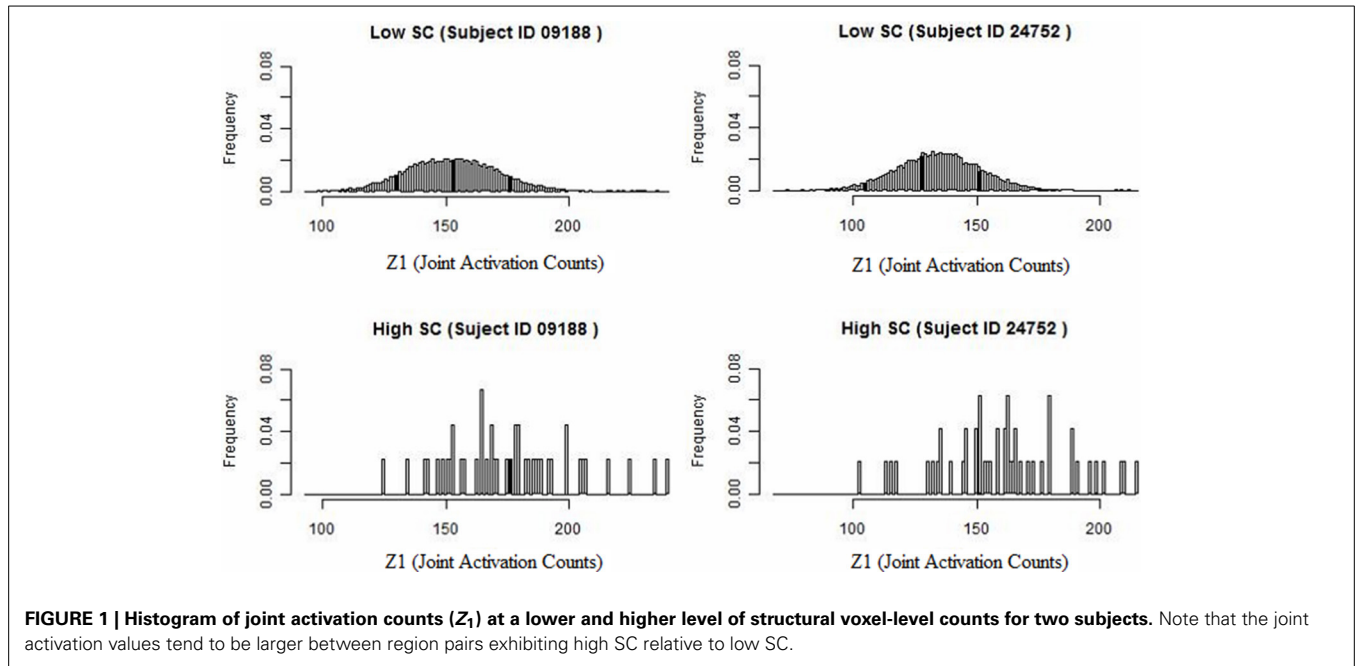 Low SC (Subject ID 09188 )
Frequency
0.00 0.04 0.08
100 150 200
Z1 (Joint Activation Counts)
Low SC (Subject ID 24752 )
Frequency
0.00 0.04 0.08
100 150 200
Z1 (Joint Activation Counts)
High SC (Suject ID 09188 )
Frequency
0.00 0.04 0.08
100 150 200
Z1 (Joint Activation Counts)
High SC (Suject ID 24752 )
Frequency
0.00 0.04 0.08
100 150 200
Z1 (Joint Activation Counts)
FIGURE 1 | Histogram of joint activation counts (Z1) at a lower and higher level of structural voxel-level counts for two subjects. Note that the joint
activation values tend to be larger between region pairs exhibiting high SC relative to low SC.